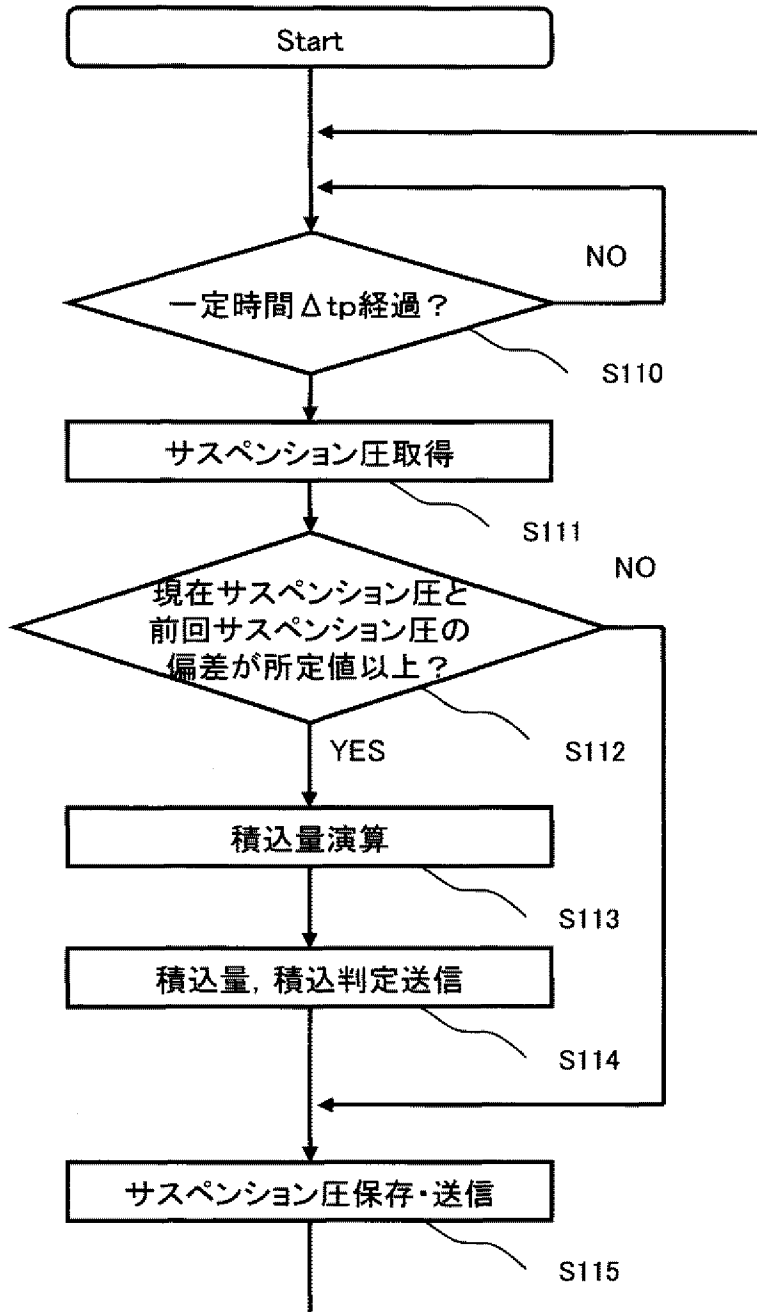 Start
NO
一定時間Δtp経過？
S110
サスペンション圧取得
S111
NO
現在サスペンション圧と
前回サスペンション圧の
偏差が所定値以上？
S112
YES
積込量演算
S113
積込量，積込判定送信
S114
サスペンション圧保存・送信
S115